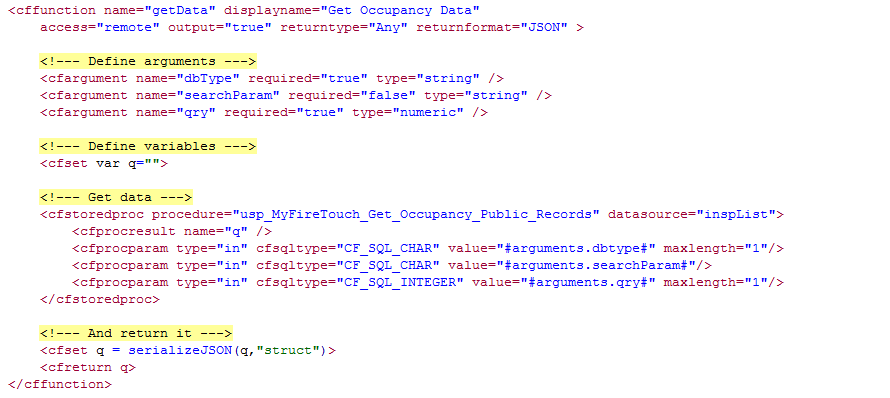 <cffunction name="getData" displayname="Get Occupancy Data"
access="remote" output="true" returntype="Any" returnformat="JSON" >
<!--- Define arguments --->
<cfargument name="dbType" required="true" type="string" />
<cfargument name="searchParam" required="false" type="string" />
<cfargument name="qry" required="true" type="numeric" />
<!--- Define variables --->
<cfset var q="">
<!--- Get data --->
<cfstoredproc procedure="usp_MyFireTouch_Get_Occupancy_Public_Records" datasource="inspList">
<cfprocresult name="q" />
<cfprocparam type="in" cfsqltype="CF_SQL_CHAR" value="#arguments.dbtype#" maxlength="1"/>
<cfprocparam type="in" cfsqltype="CF_SQL_CHAR" value="#arguments.searchParam#"/>
<cfprocparam type="in" cfsqltype="CF_SQL_INTEGER" value="#arguments.qry#" maxlength="1"/>
</cfstoredproc>
<!--- And return it --->
<cfset q = serializeJSON(q,"struct")>
<cfreturn q>
</cffunction>